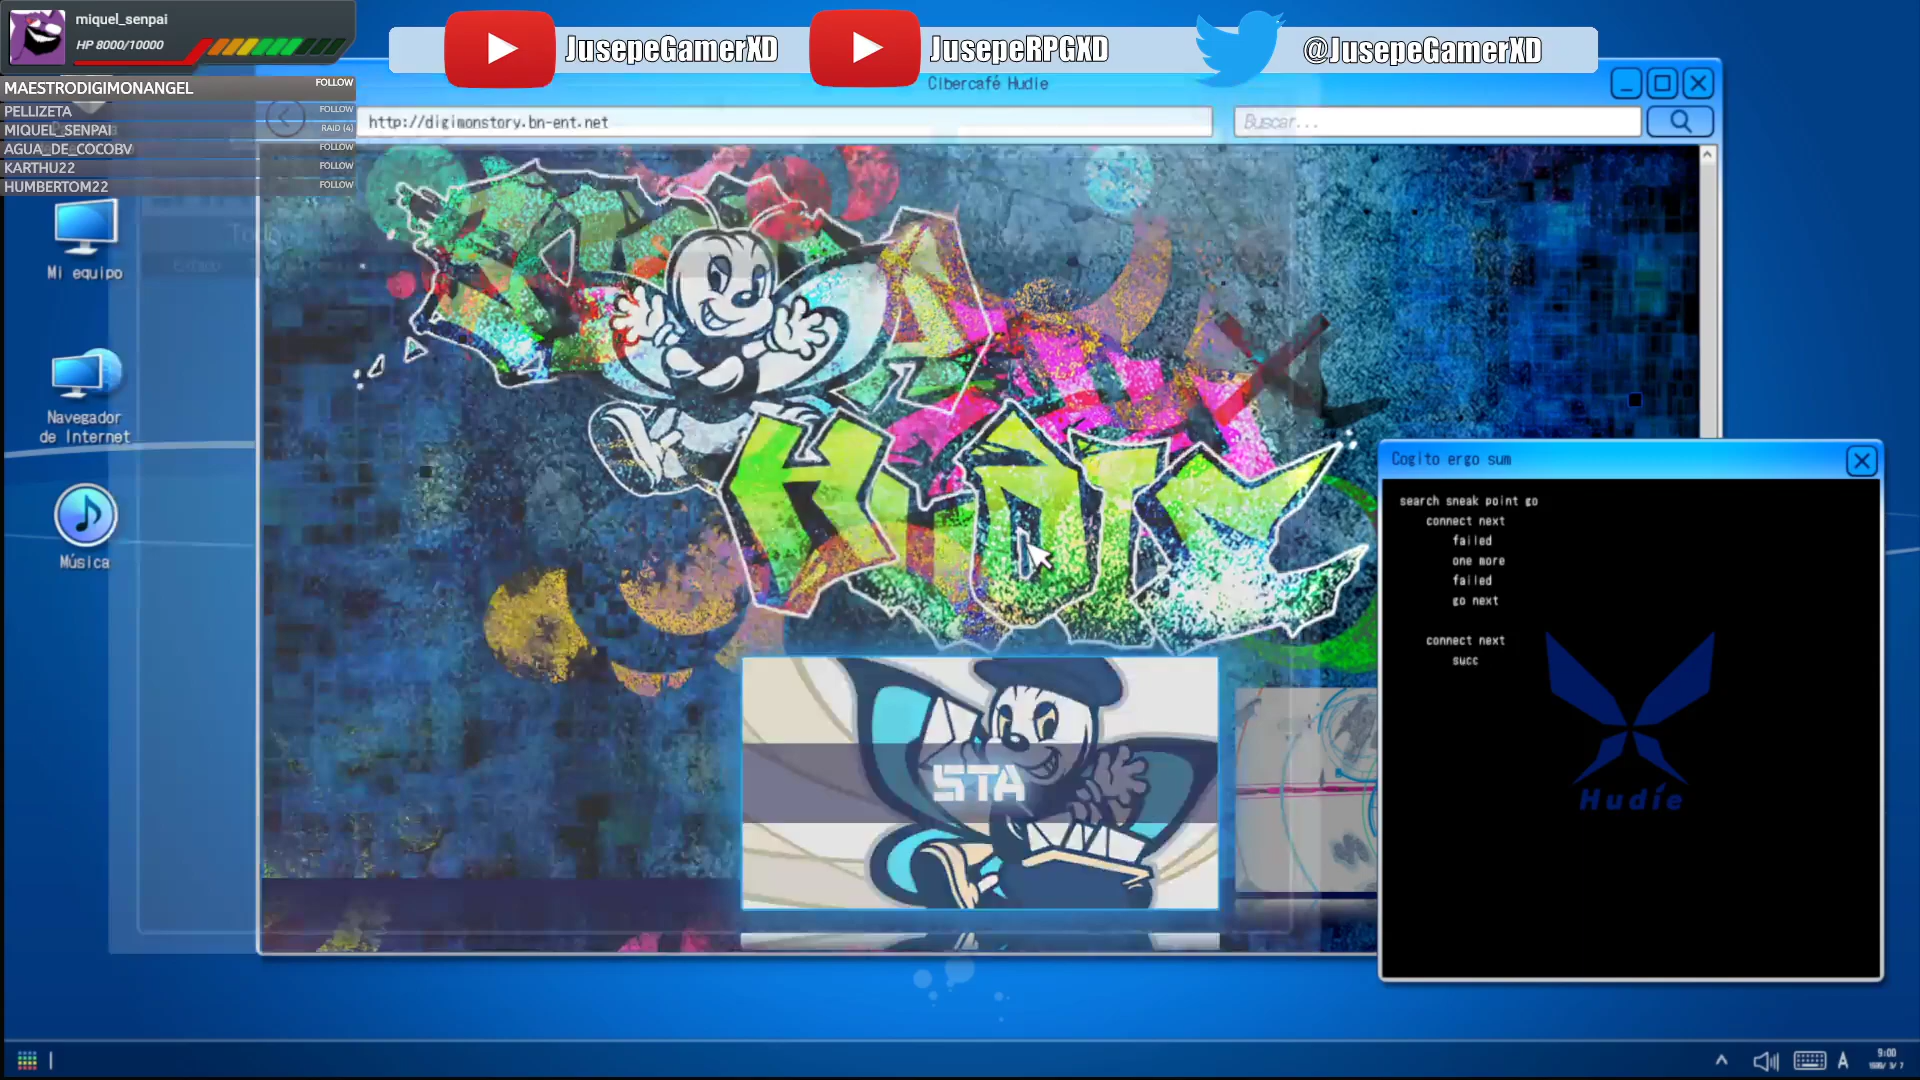 miquel_senpai
HP 8000/10000
JusepeGamerXD
JusepeRPGXD
@JusepeGamerXD
MAESTRODIGIMONANGEL FOLLOW
PELLIZETA FOLLOW
MIQUEL_SENPAI RAID (4)
AGUA_DE_COCOBV FOLLOW
KARTHU22 FOLLOW
HUMBERTOM22 FOLLOW
Cibercafé Hudie
http://digimonstory.bn-ent.net
Buscar...
Mi equipo
Navegador
de Internet
Música
HUDIE
STA
Cogito ergo sum
search sneak point go
connect next
failed
one more
failed
go next
connect next
succ
Hudie
A
9:00